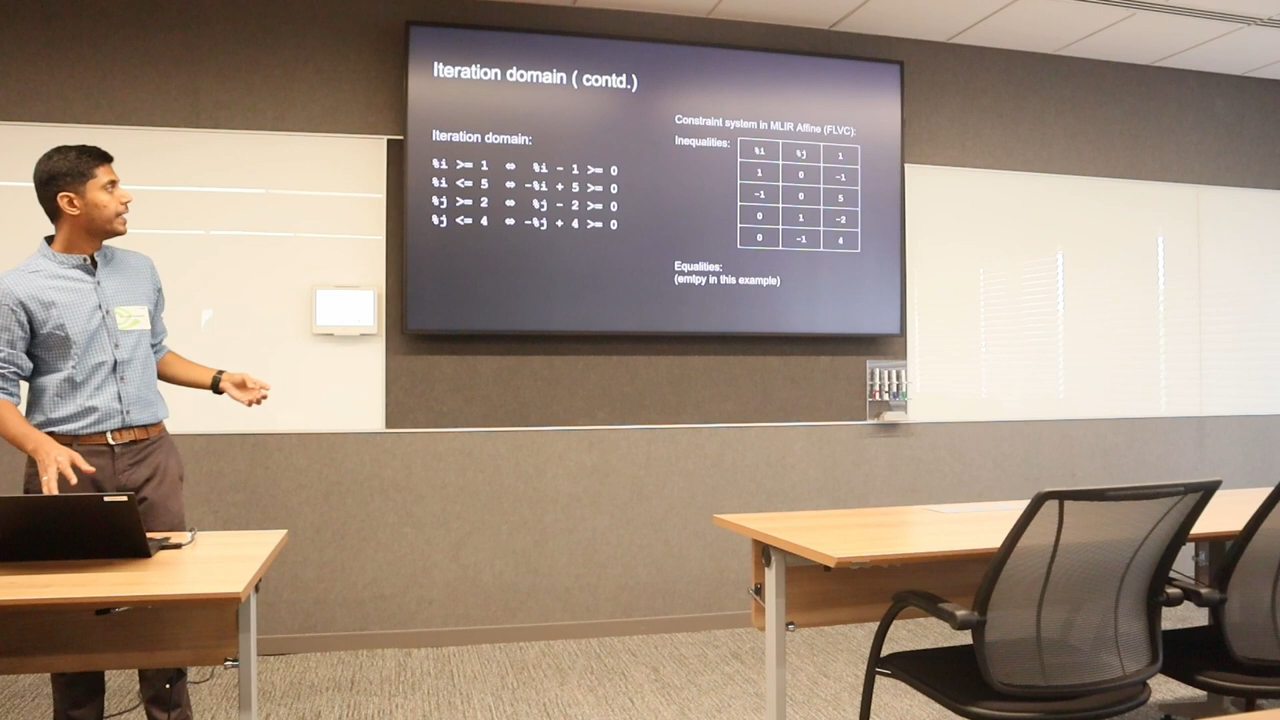 Iteration domain ( contd.)
Iteration domain:
%i >= 1 ⇔ %i - 1 >= 0
%i <= 5 ⇔ -%i + 5 >= 0
%j >= 2 ⇔ %j - 2 >= 0
%j <= 4 ⇔ -%j + 4 >= 0
Constraint system in MLIR Affine (FLVC):
Inequalities:
%i %j 1
1 0 -1
-1 0 5
0 1 -2
0 -1 4
Equalities:
(emtpy in this example)